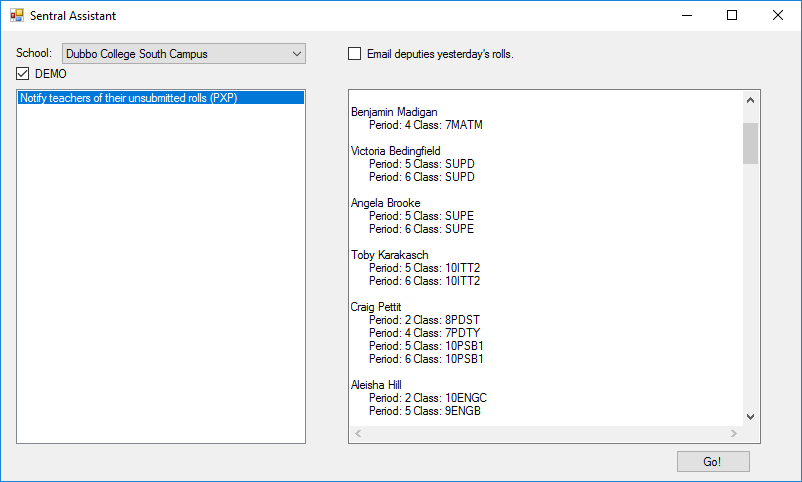 Sentral Assistant
School: Dubbo College South Campus
Email deputies yesterday's rolls.
DEMO
Notify teachers of their unsubmitted rolls (PXP)
Benjamin Madigan
Period: 4 Class: 7MATM
Victoria Bedingfield
Period: 5 Class: SUPD
Period: 6 Class: SUPD
Angela Brooke
Period: 5 Class: SUPE
Period: 6 Class: SUPE
Toby Karakasch
Period: 5 Class: 10ITT2
Period: 6 Class: 10ITT2
Craig Pettit
Period: 2 Class: 8PDST
Period: 4 Class: 7PDTY
Period: 5 Class: 10PSB1
Period: 6 Class: 10PSB1
Aleisha Hill
Period: 2 Class: 10ENGC
Period: 5 Class: 9ENGB
Go!